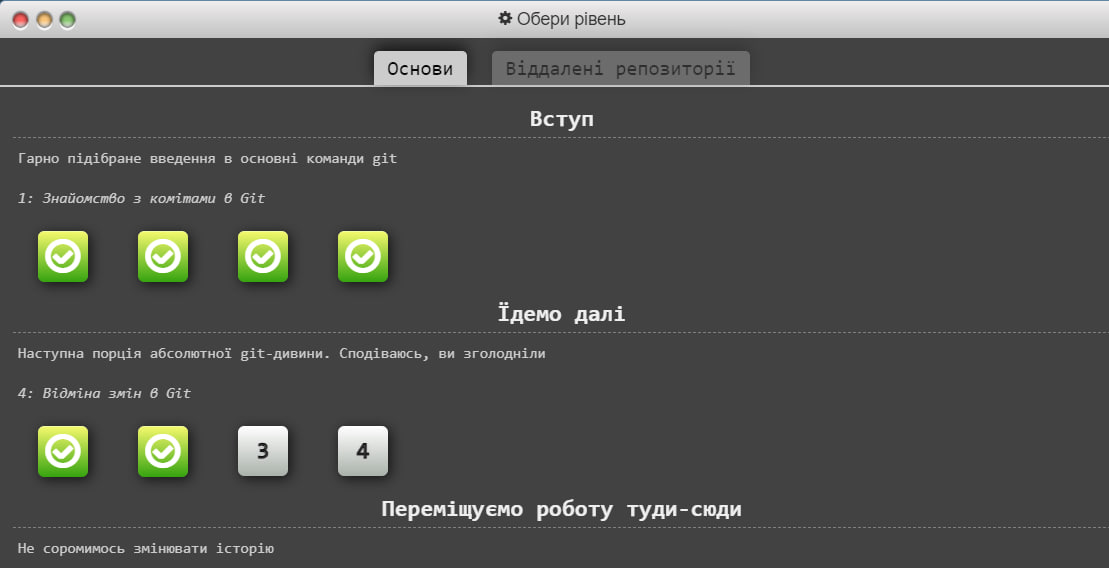 Обери рівень
Основи
Віддалені репозиторії
Вступ
Гарно підібране введення в основні команди git
1: Знайомство з комітами в Git
Їдемо далі
Наступна порція абсолютної git-дивини. Сподіваюсь, ви зголодніли
4: Відміна змін в Git
3 4
Переміщуємо роботу туди-сюди
Не соромимось змінювати історію